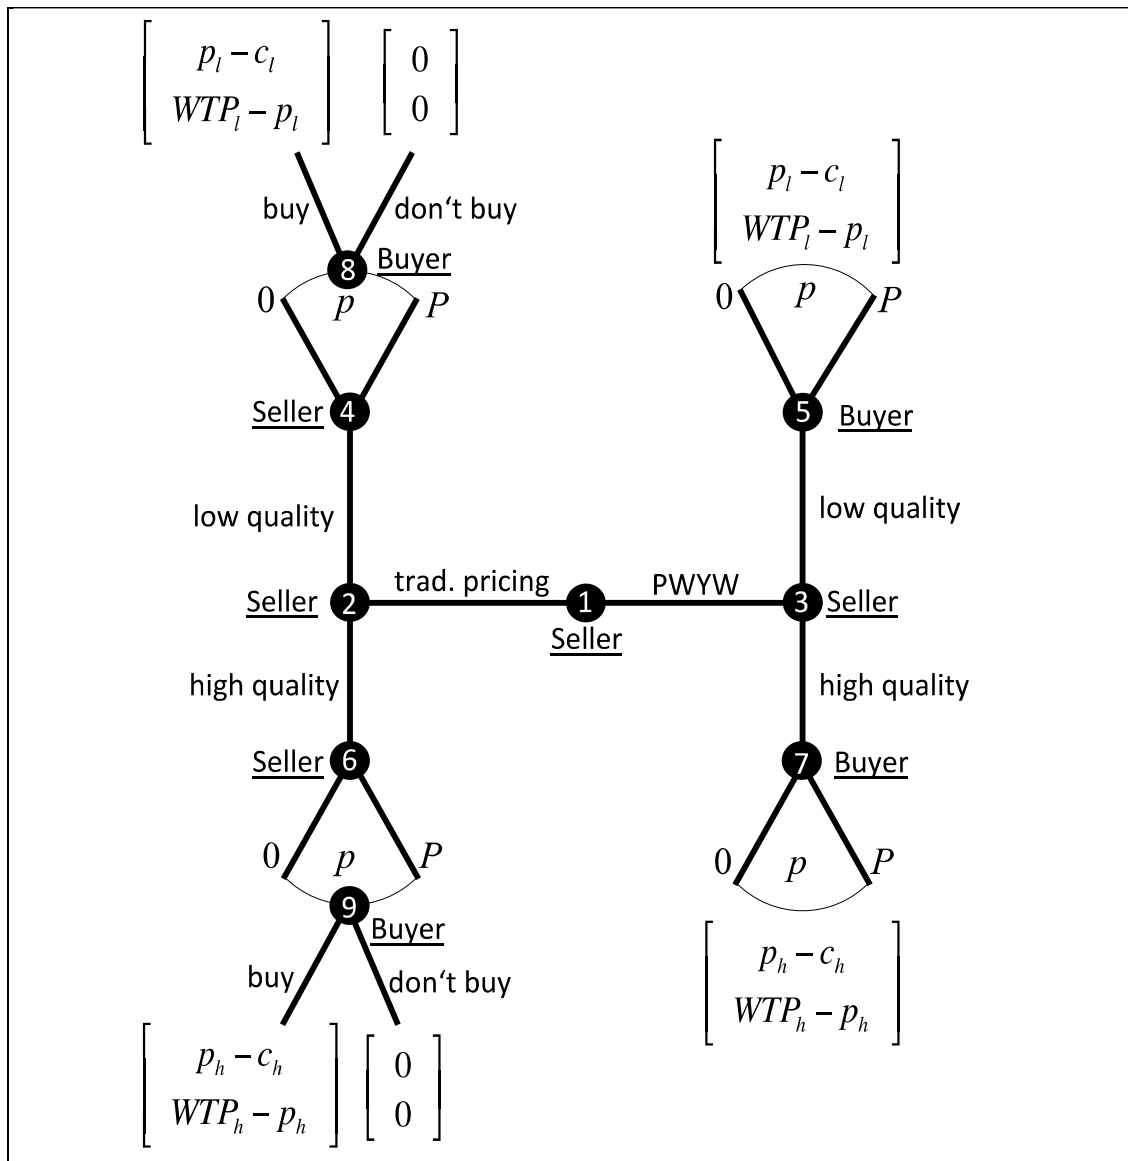 p_l − c_l
WTP_l − p_l
0
0
buy
don‘t buy
8
Buyer
0
p
P
Seller
4
low quality
p_l − c_l
WTP_l − p_l
0
p
P
5
Buyer
low quality
Seller
2
trad. pricing
1
Seller
PWYW
3
Seller
high quality
high quality
Seller
6
7
Buyer
0
p
P
9
Buyer
buy
don‘t buy
p_h − c_h
WTP_h − p_h
0
0
0
p
P
p_h − c_h
WTP_h − p_h